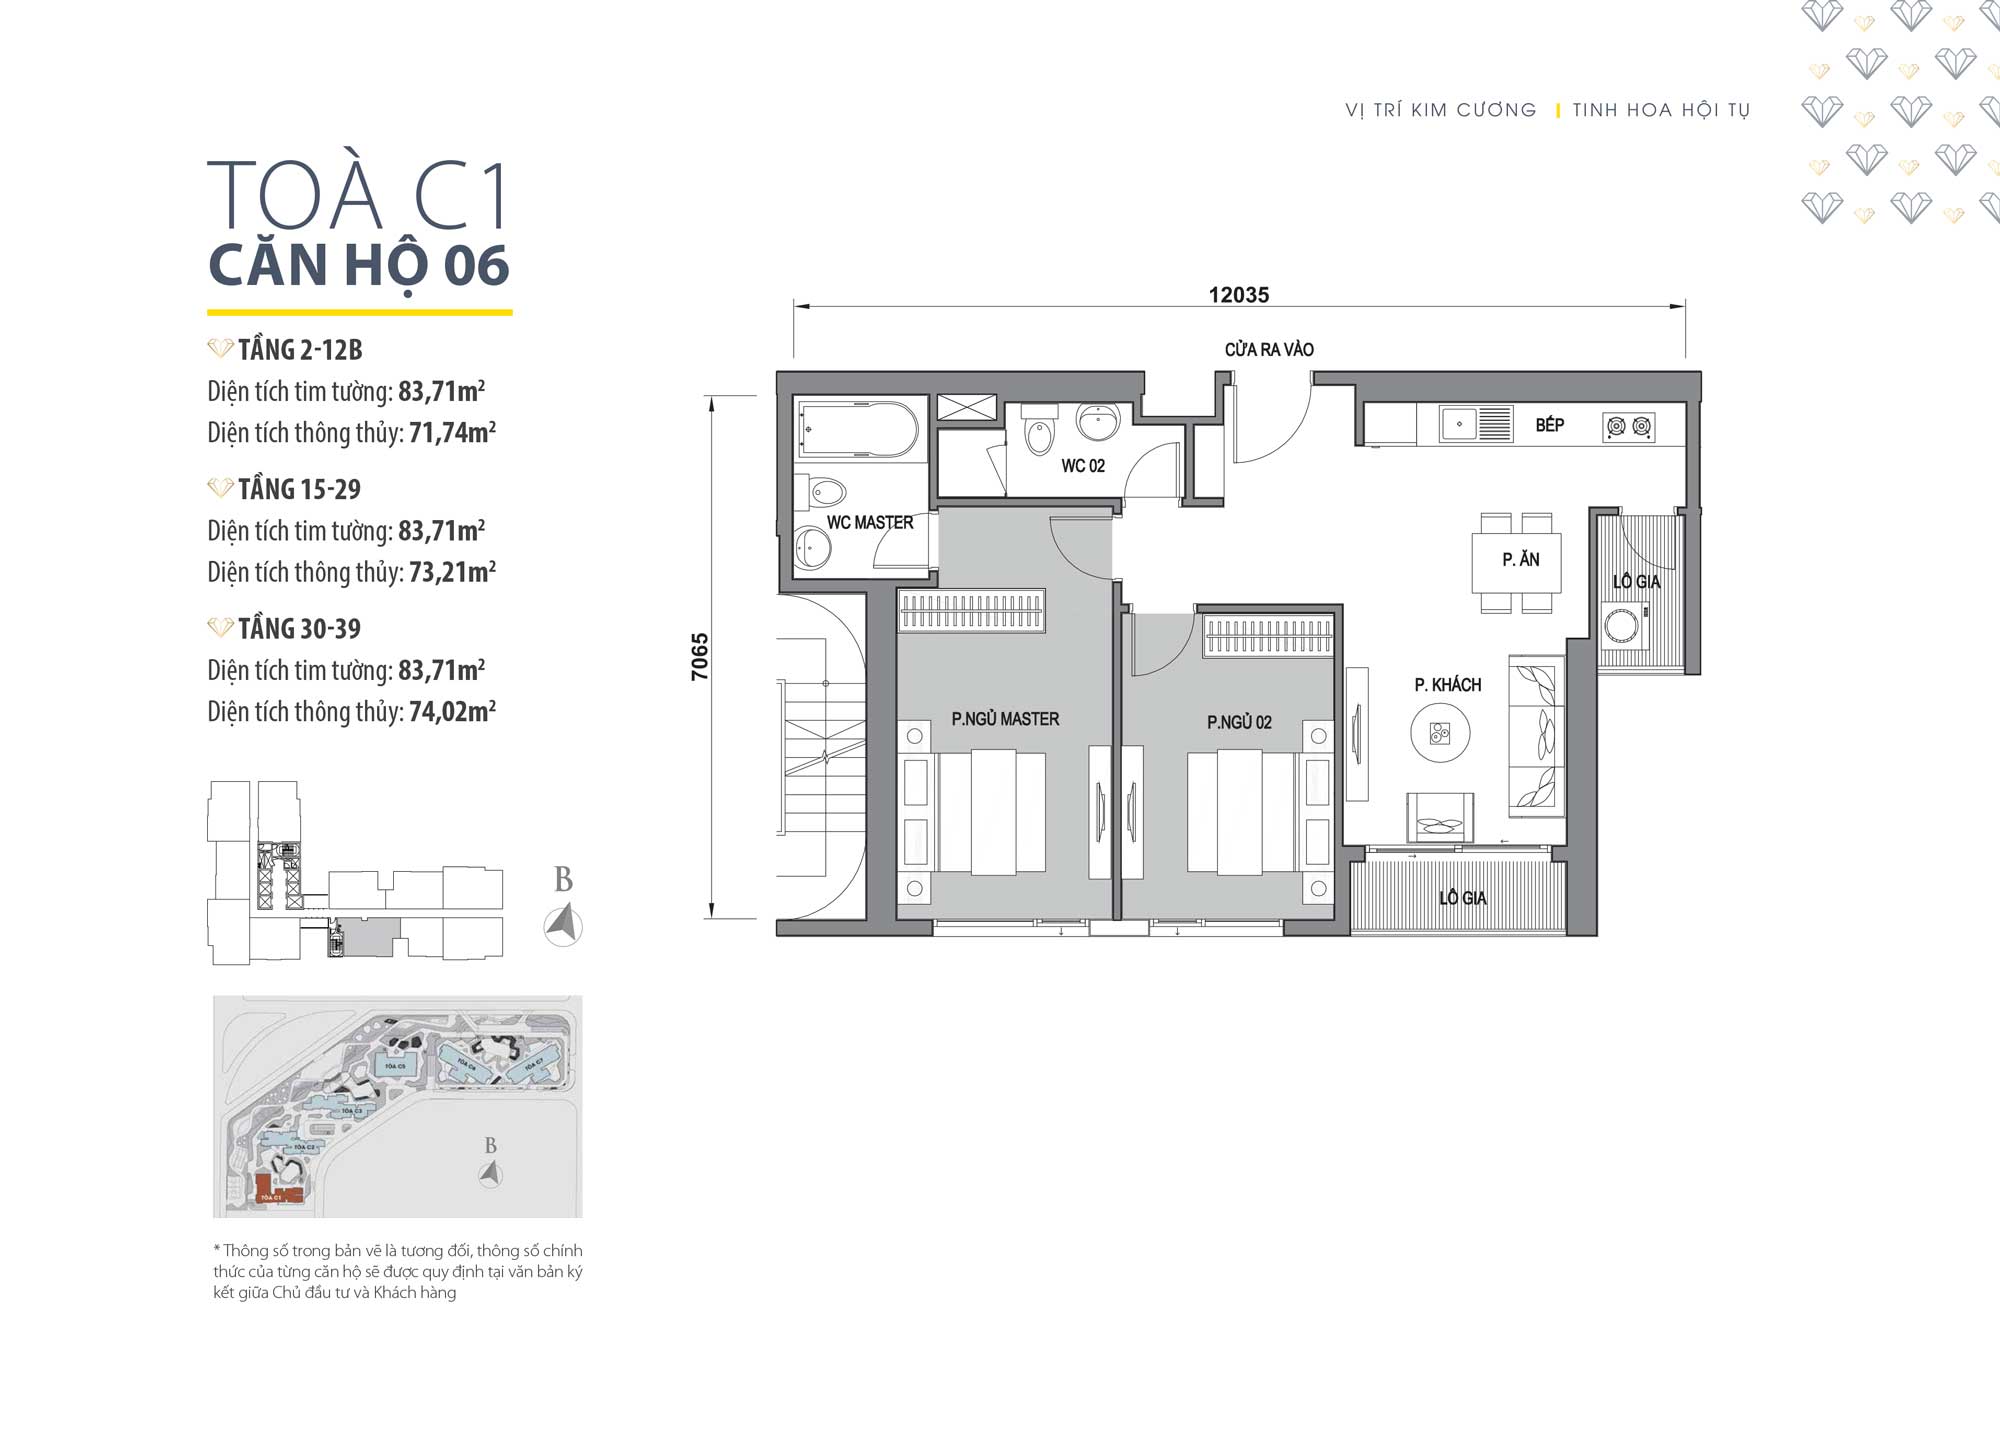 VỊ TRÍ KIM CƯƠNG | TINH HOA HỘI TỤ
TOÀ C1
CĂN HỘ 06
TẦNG 2-12B
Diện tích tim tường: 83,71m²
Diện tích thông thủy: 71,74m²
TẦNG 15-29
Diện tích tim tường: 83,71m²
Diện tích thông thủy: 73,21m²
TẦNG 30-39
Diện tích tim tường: 83,71m²
Diện tích thông thủy: 74,02m²
B
TÒA C5
TÒA C6
TÒA C7
TÒA C3
TÒA C2
TÒA C1
B
* Thông số trong bản vẽ là tương đối, thông số chính
thức của từng căn hộ sẽ được quy định tại văn bản ký
kết giữa Chủ đầu tư và Khách hàng
12035
CỬA RA VÀO
7065
BẾP
WC 02
WC MASTER
P. ĂN
LÔ GIA
P. KHÁCH
P.NGỦ MASTER
P.NGỦ 02
LÔ GIA